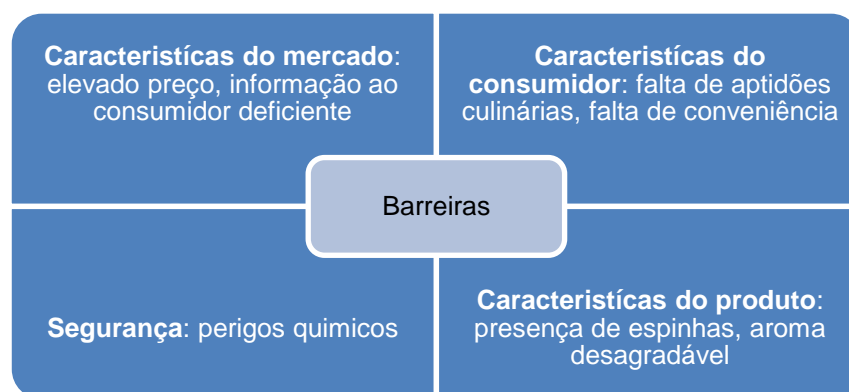 Caracteristícas do mercado:
elevado preço, informação ao
consumidor deficiente
Caracteristícas do
consumidor: falta de aptidões
culinárias, falta de conveniência
Barreiras
Segurança: perigos quimicos
Caracteristícas do produto:
presença de espinhas, aroma
desagradável